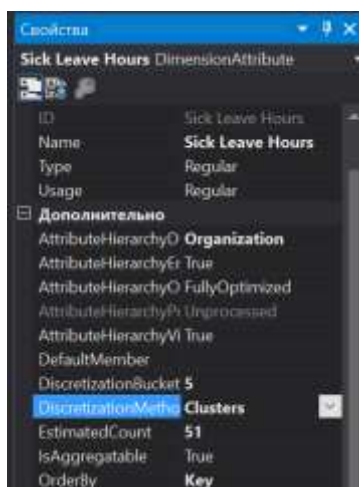 Свойства
Sick Leave Hours DimensionAttribute
ID Sick Leave Hours
Name Sick Leave Hours
Type Regular
Usage Regular
Дополнительно
AttributeHierarchyD Organization
AttributeHierarchyEr True
AttributeHierarchyO FullyOptimized
AttributeHierarchyPr Unprocessed
AttributeHierarchyVi True
DefaultMember
DiscretizationBucket 5
DiscretizationMetho Clusters
EstimatedCount 51
IsAggregatable True
OrderBy Key